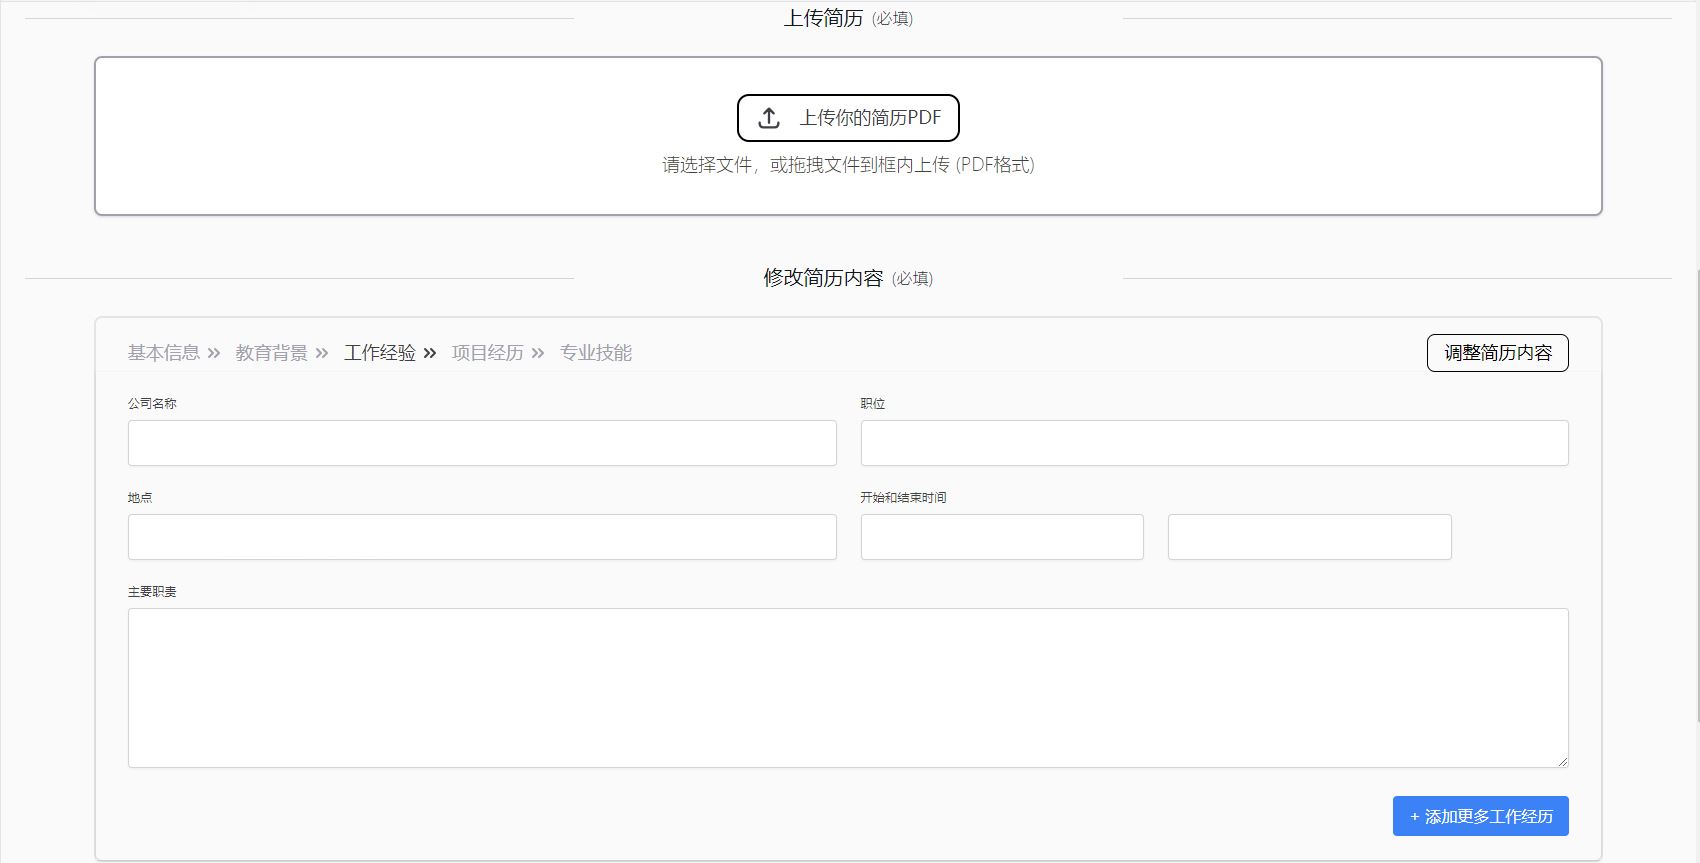 上传简历 (必填)
上传你的简历PDF
请选择文件，或拖拽文件到框内上传 (PDF格式)
修改简历内容 (必填)
基本信息 » 教育背景 » 工作经验 » 项目经历 » 专业技能
调整简历内容
公司名称
职位
地点
开始和结束时间
主要职责
+ 添加更多工作经历